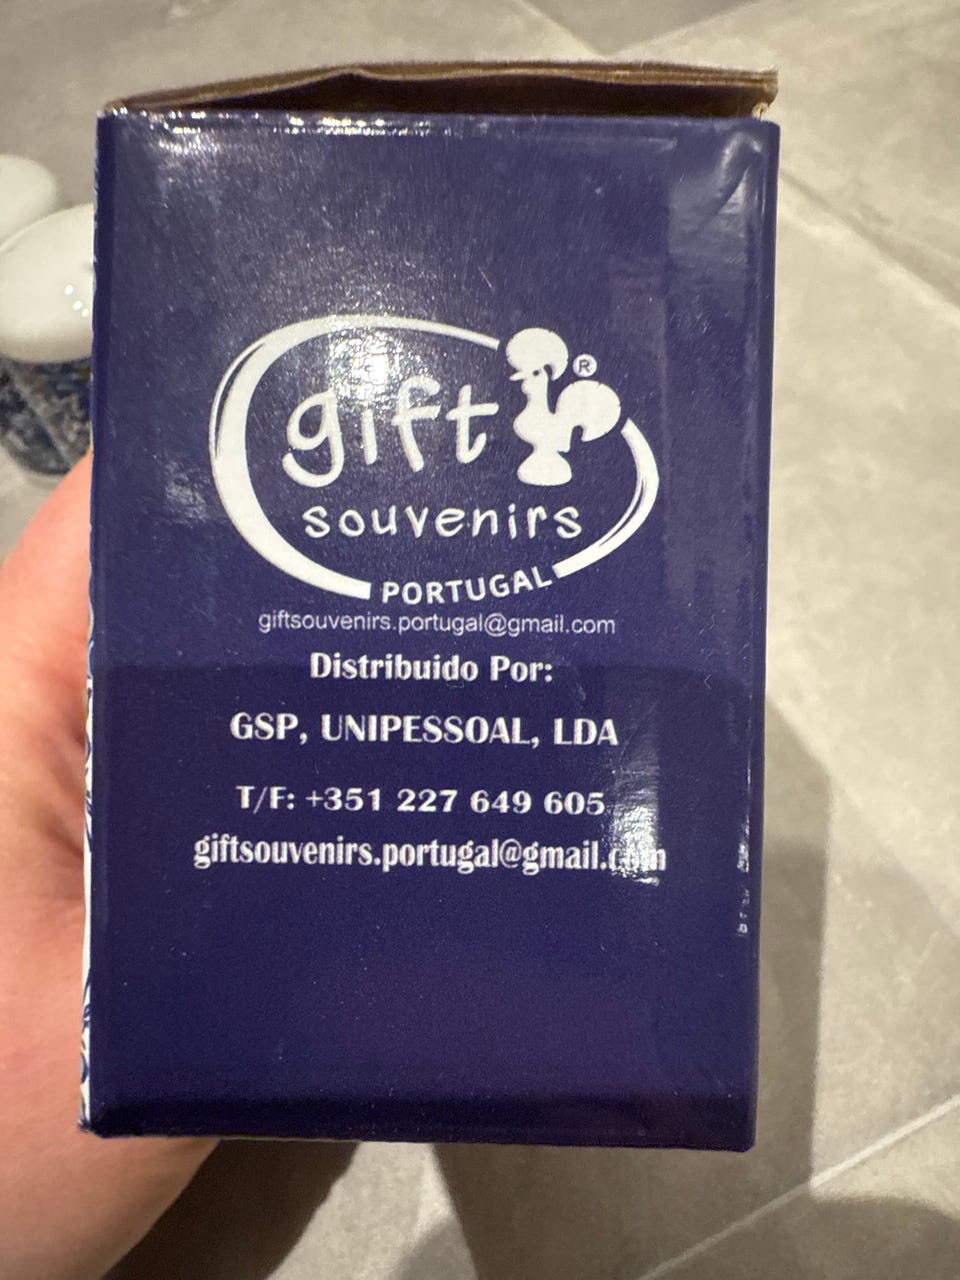 gift ®
souvenirs
PORTUGAL
giftsouvenirs.portugal@gmail.com
Distribuido Por:
GSP, UNIPESSOAL, LDA
T/F: +351 227 649 605
giftsouvenirs.portugal@gmail.com